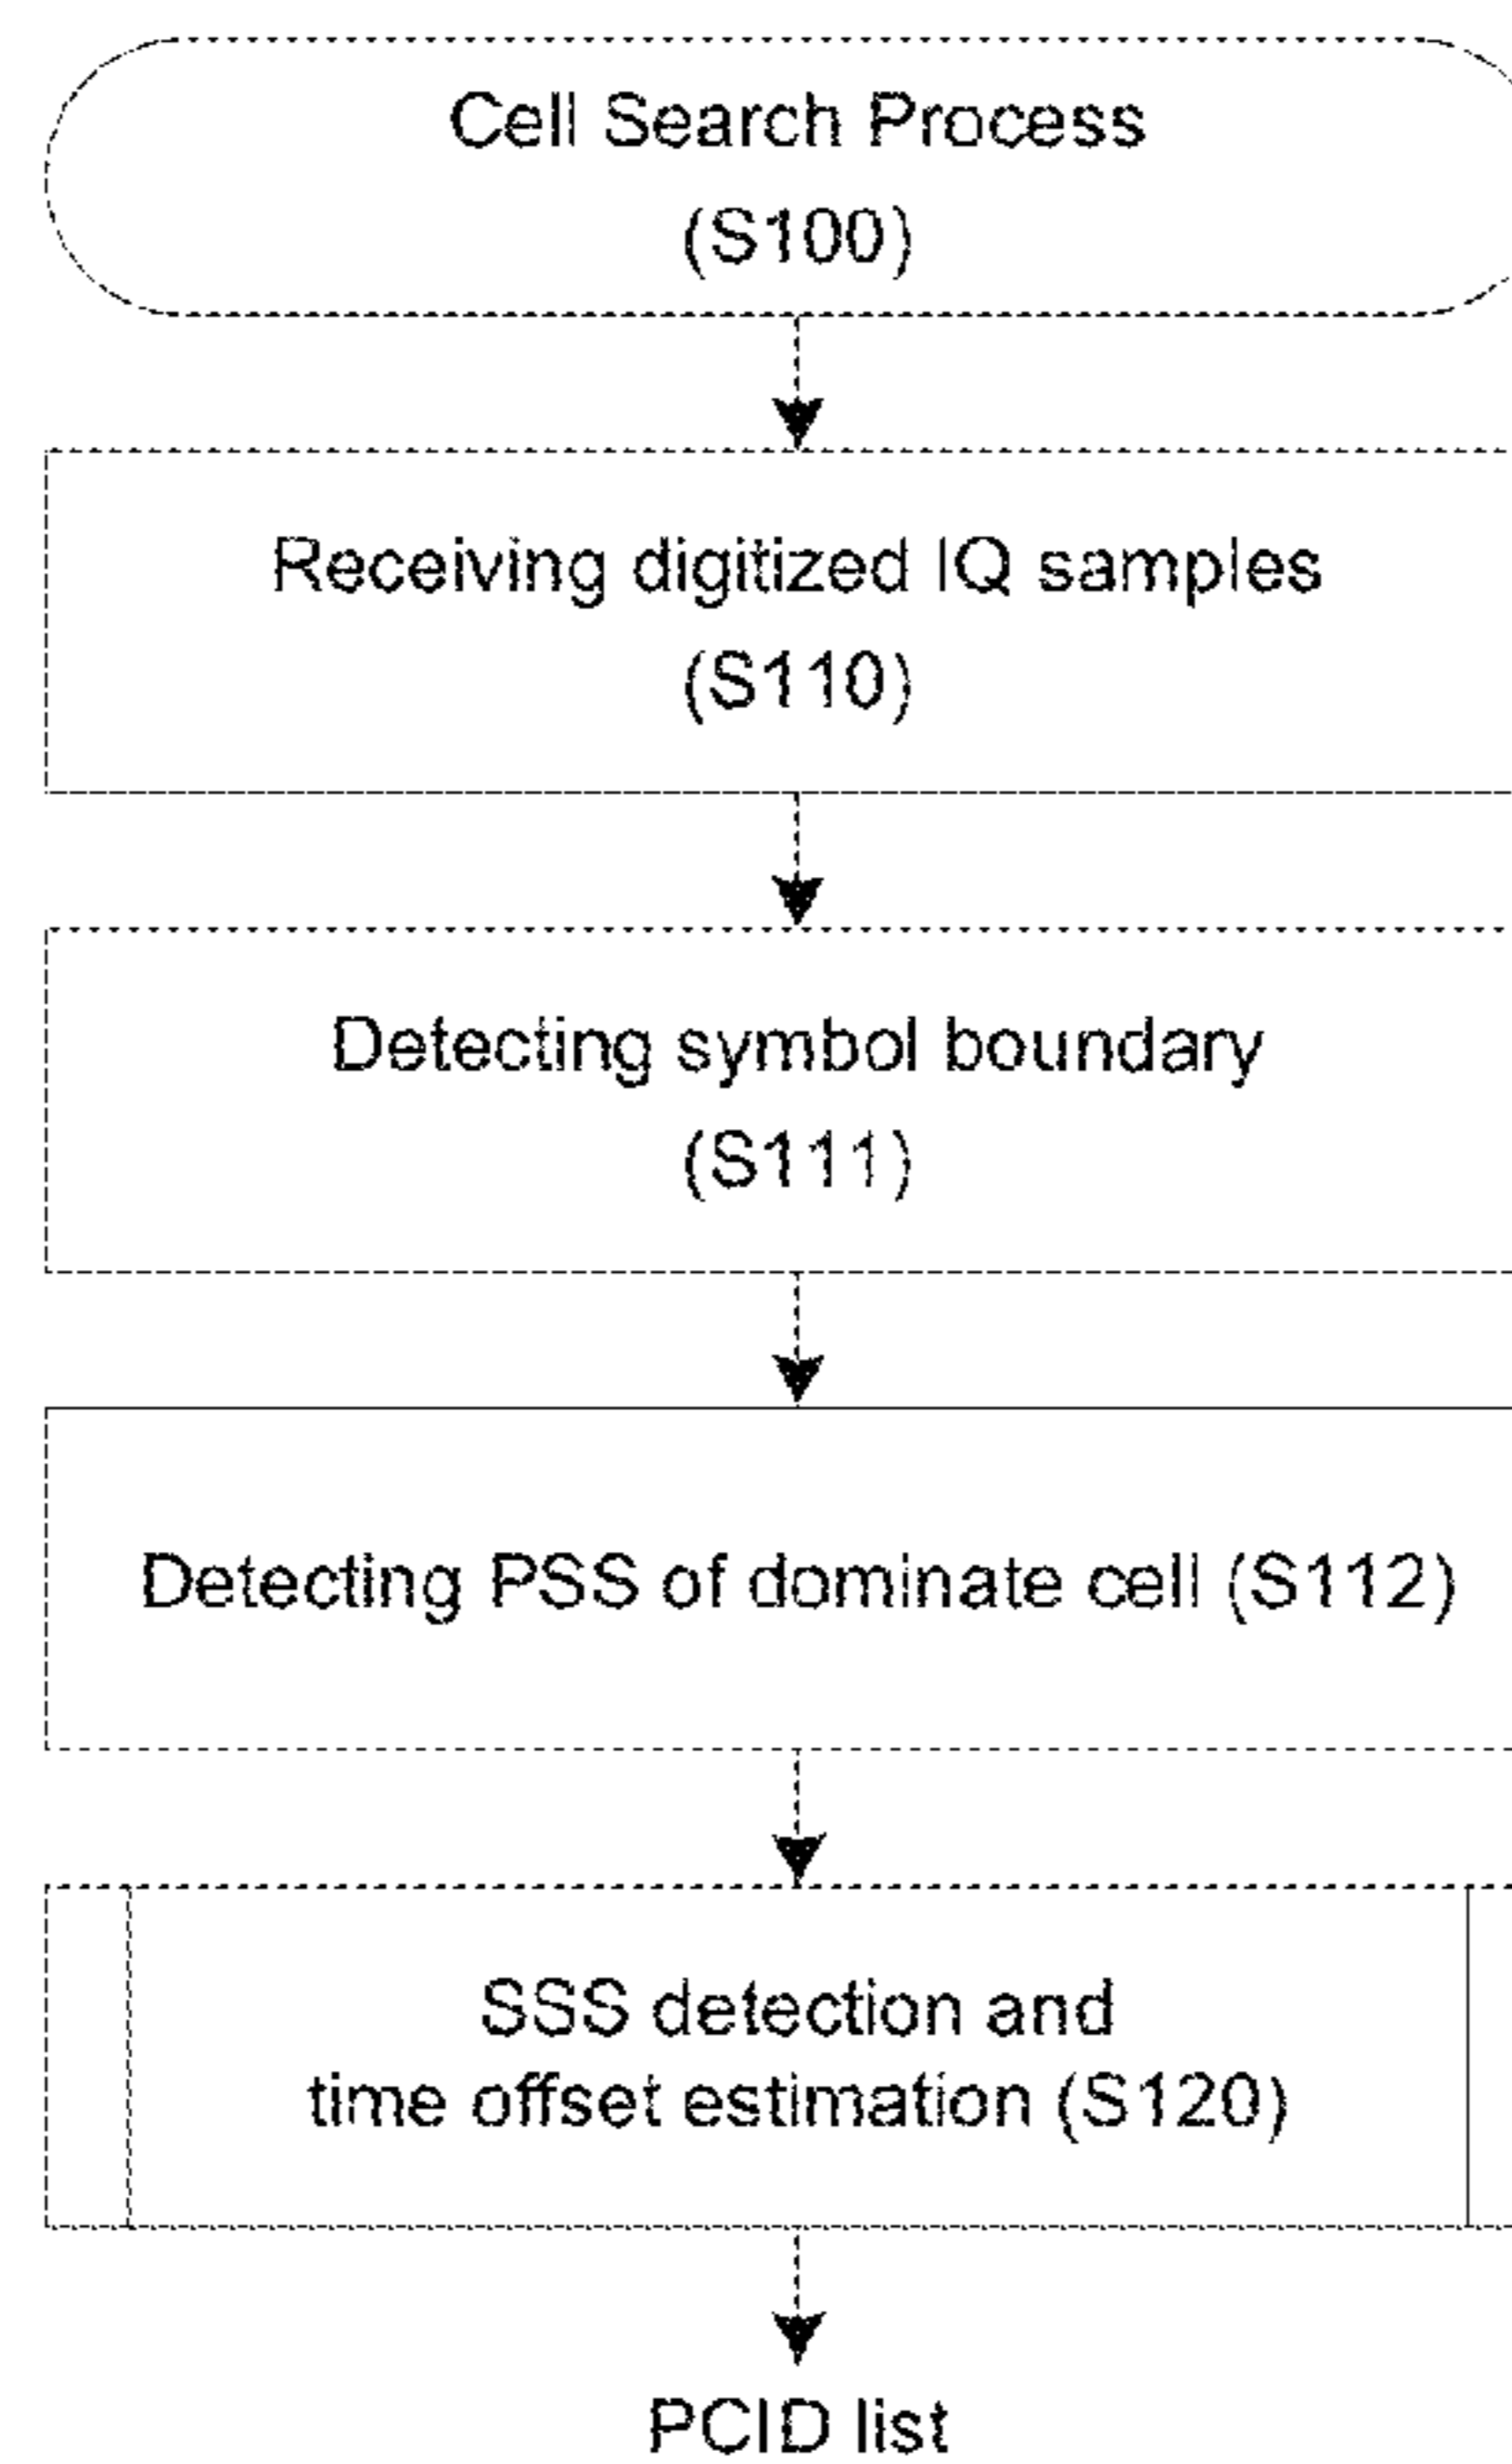 Cell Search Process
(S100)
Receiving digitized IQ samples
(S110)
Detecting symbol boundary
(S111)
Detecting PSS of dominate cell (S112)
SSS detection and
time offset estimation (S120)
PCID list